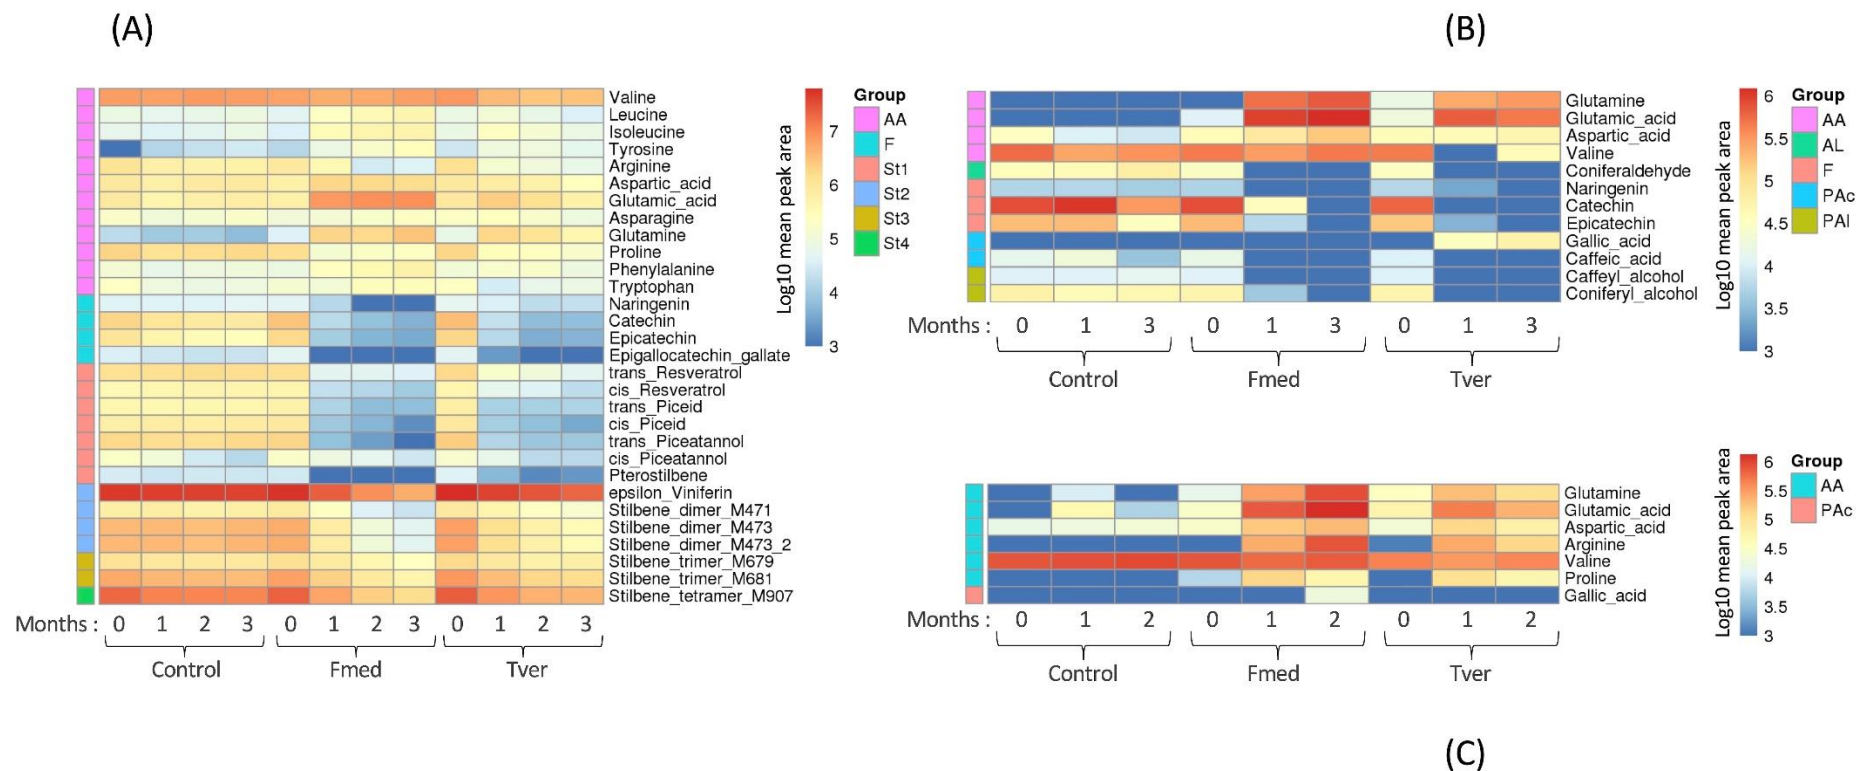 (A)
(B)
Valine
Leucine
Isoleucine
Tyrosine
Arginine
Aspartic_acid
Glutamic_acid
Asparagine
Glutamine
Proline
Phenylalanine
Tryptophan
Naringenin
Catechin
Epicatechin
Epigallocatechin_gallate
trans_Resveratrol
cis_Resveratrol
trans_Piceid
cis_Piceid
trans_Piceatannol
cis_Piceatannol
Pterostilbene
epsilon_Viniferin
Stilbene_dimer_M471
Stilbene_dimer_M473
Stilbene_dimer_M473_2
Stilbene_trimer_M679
Stilbene_trimer_M681
Stilbene_tetramer_M907
Months : 0 1 2 3 0 1 2 3 0 1 2 3
Control Fmed Tver
Log10 mean peak area
7
6
5
4
3
Group
AA
F
St1
St2
St3
St4
Glutamine
Glutamic_acid
Aspartic_acid
Valine
Coniferaldehyde
Naringenin
Catechin
Epicatechin
Gallic_acid
Caffeic_acid
Caffeyl_alcohol
Coniferyl_alcohol
Months : 0 1 3 0 1 3 0 1 3
Control Fmed Tver
Log10 mean peak area
6
5.5
5
4.5
4
3.5
3
Group
AA
AL
F
PAc
PAl
Glutamine
Glutamic_acid
Aspartic_acid
Arginine
Valine
Proline
Gallic_acid
Months : 0 1 2 0 1 2 0 1 2
Control Fmed Tver
Log10 mean peak area
6
5.5
5
4.5
4
3.5
3
Group
AA
PAc
(C)